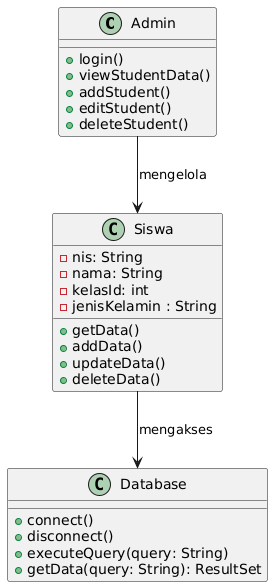 C Admin
login()
viewStudentData()
addStudent()
editStudent()
deleteStudent()
mengelola
C Siswa
nis: String
nama: String
kelasId: int
jenisKelamin : String
getData()
addData()
updateData()
deleteData()
mengakses
C Database
connect()
disconnect()
executeQuery(query: String)
getData(query: String): ResultSet